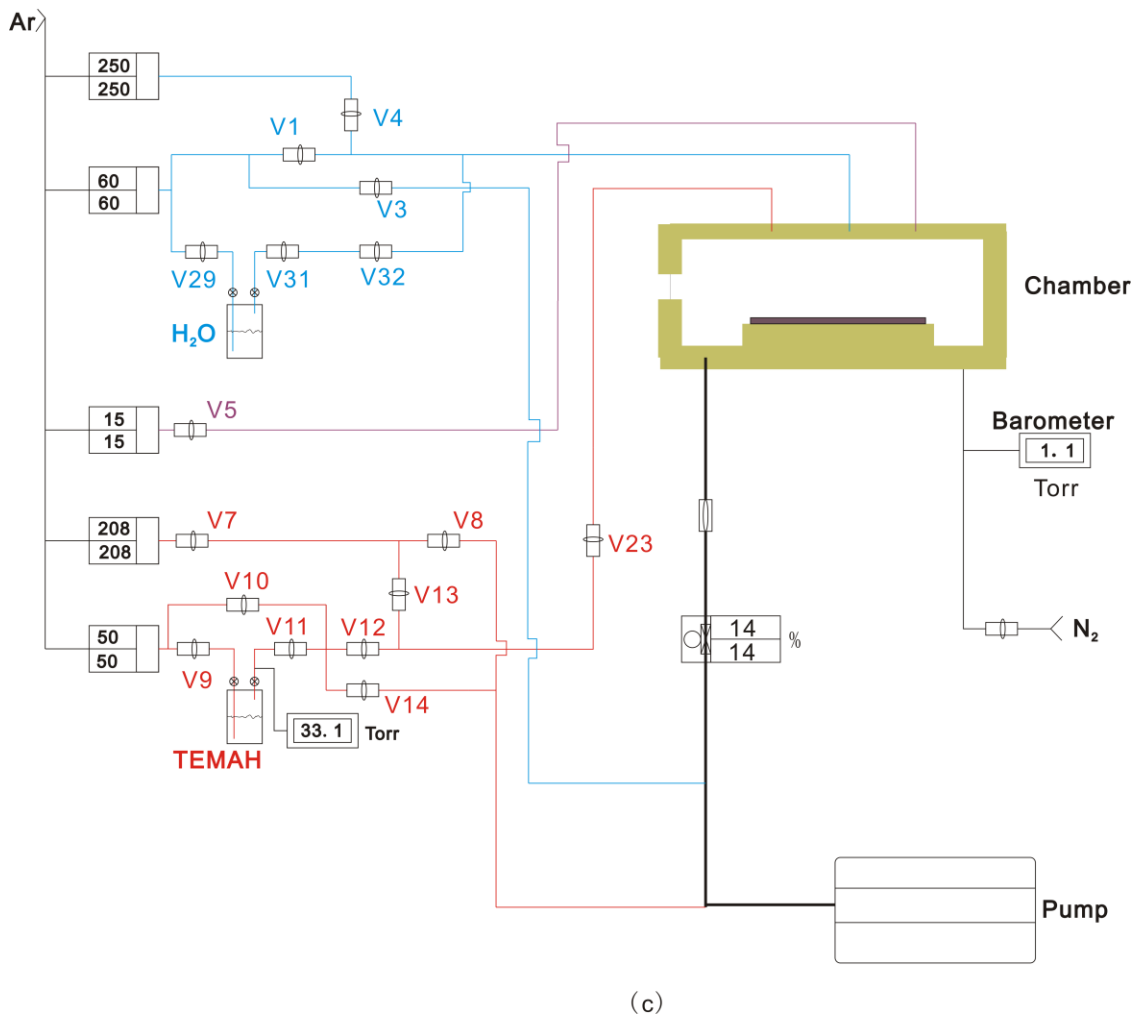 Ar
250
250
V4
V1
60
60
V3
V29
V31
V32
H₂O
Chamber
15
15
V5
Barometer
1. 1
Torr
208
208
V7
V8
V23
V13
V10
50
50
V11
V12
V9
V14
14
14
%
N₂
33. 1
Torr
TEMAH
Pump
(c)